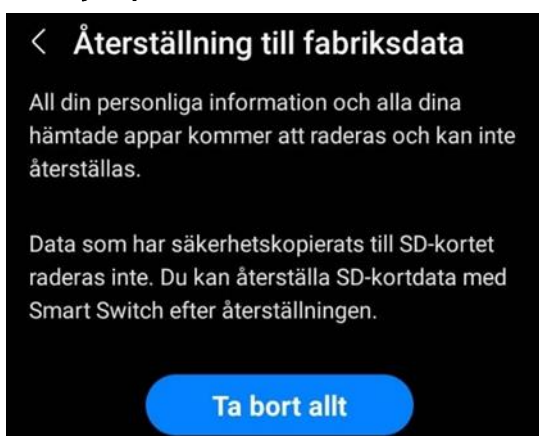 Återställning till fabriksdata
All din personliga information och alla dina
hämtade appar kommer att raderas och kan inte
återställas.
Data som har säkerhetskopierats till SD-kortet
raderas inte. Du kan återställa SD-kortdata med
Smart Switch efter återställningen.
Ta bort allt